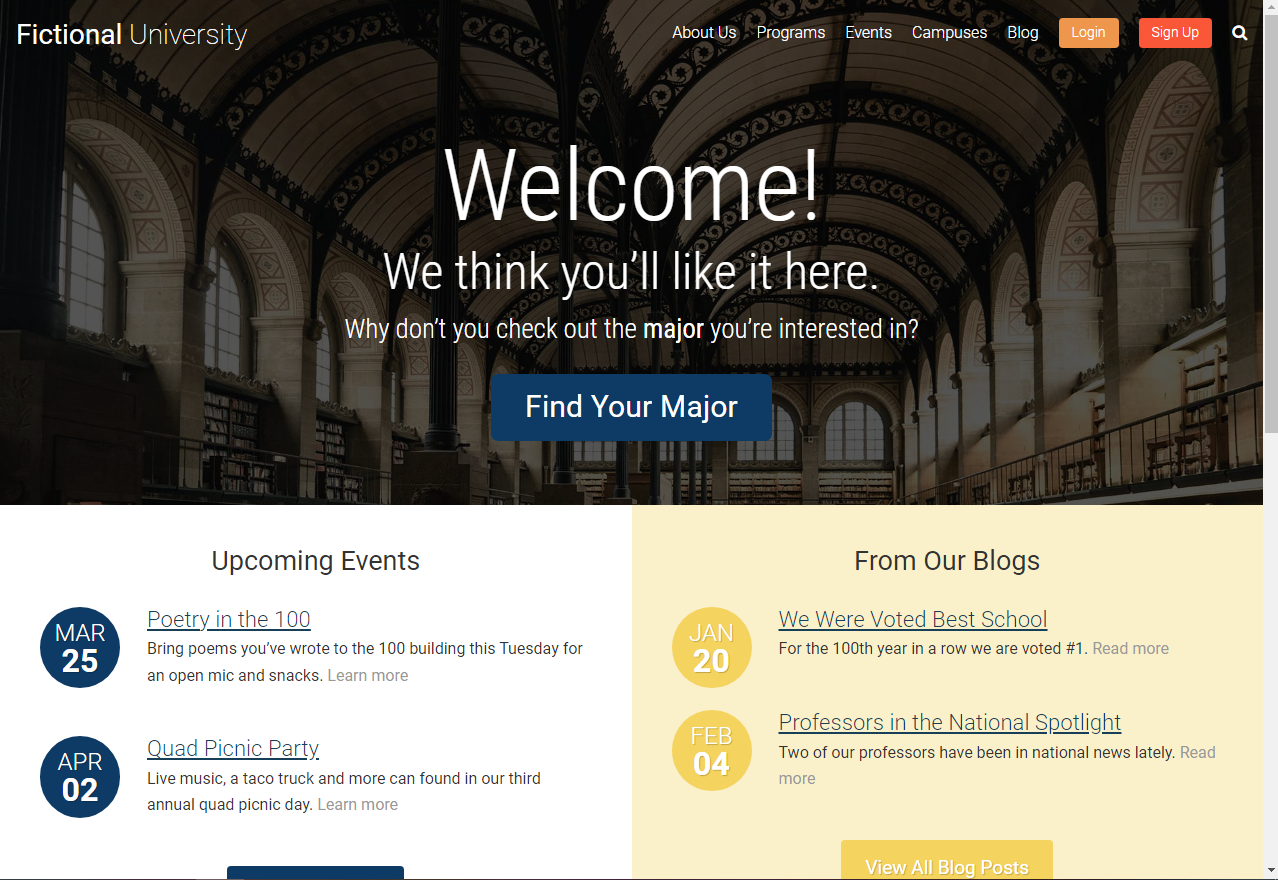 Fictional University
About Us Programs Events Campuses Blog Login Sign Up
Welcome!
We think you’ll like it here.
Why don’t you check out the major you’re interested in?
Find Your Major
Upcoming Events
MAR
25
Poetry in the 100
Bring poems you’ve wrote to the 100 building this Tuesday for
an open mic and snacks. Learn more
APR
02
Quad Picnic Party
Live music, a taco truck and more can found in our third
annual quad picnic day. Learn more
From Our Blogs
JAN
20
We Were Voted Best School
For the 100th year in a row we are voted #1. Read more
FEB
04
Professors in the National Spotlight
Two of our professors have been in national news lately. Read
more
View All Blog Posts